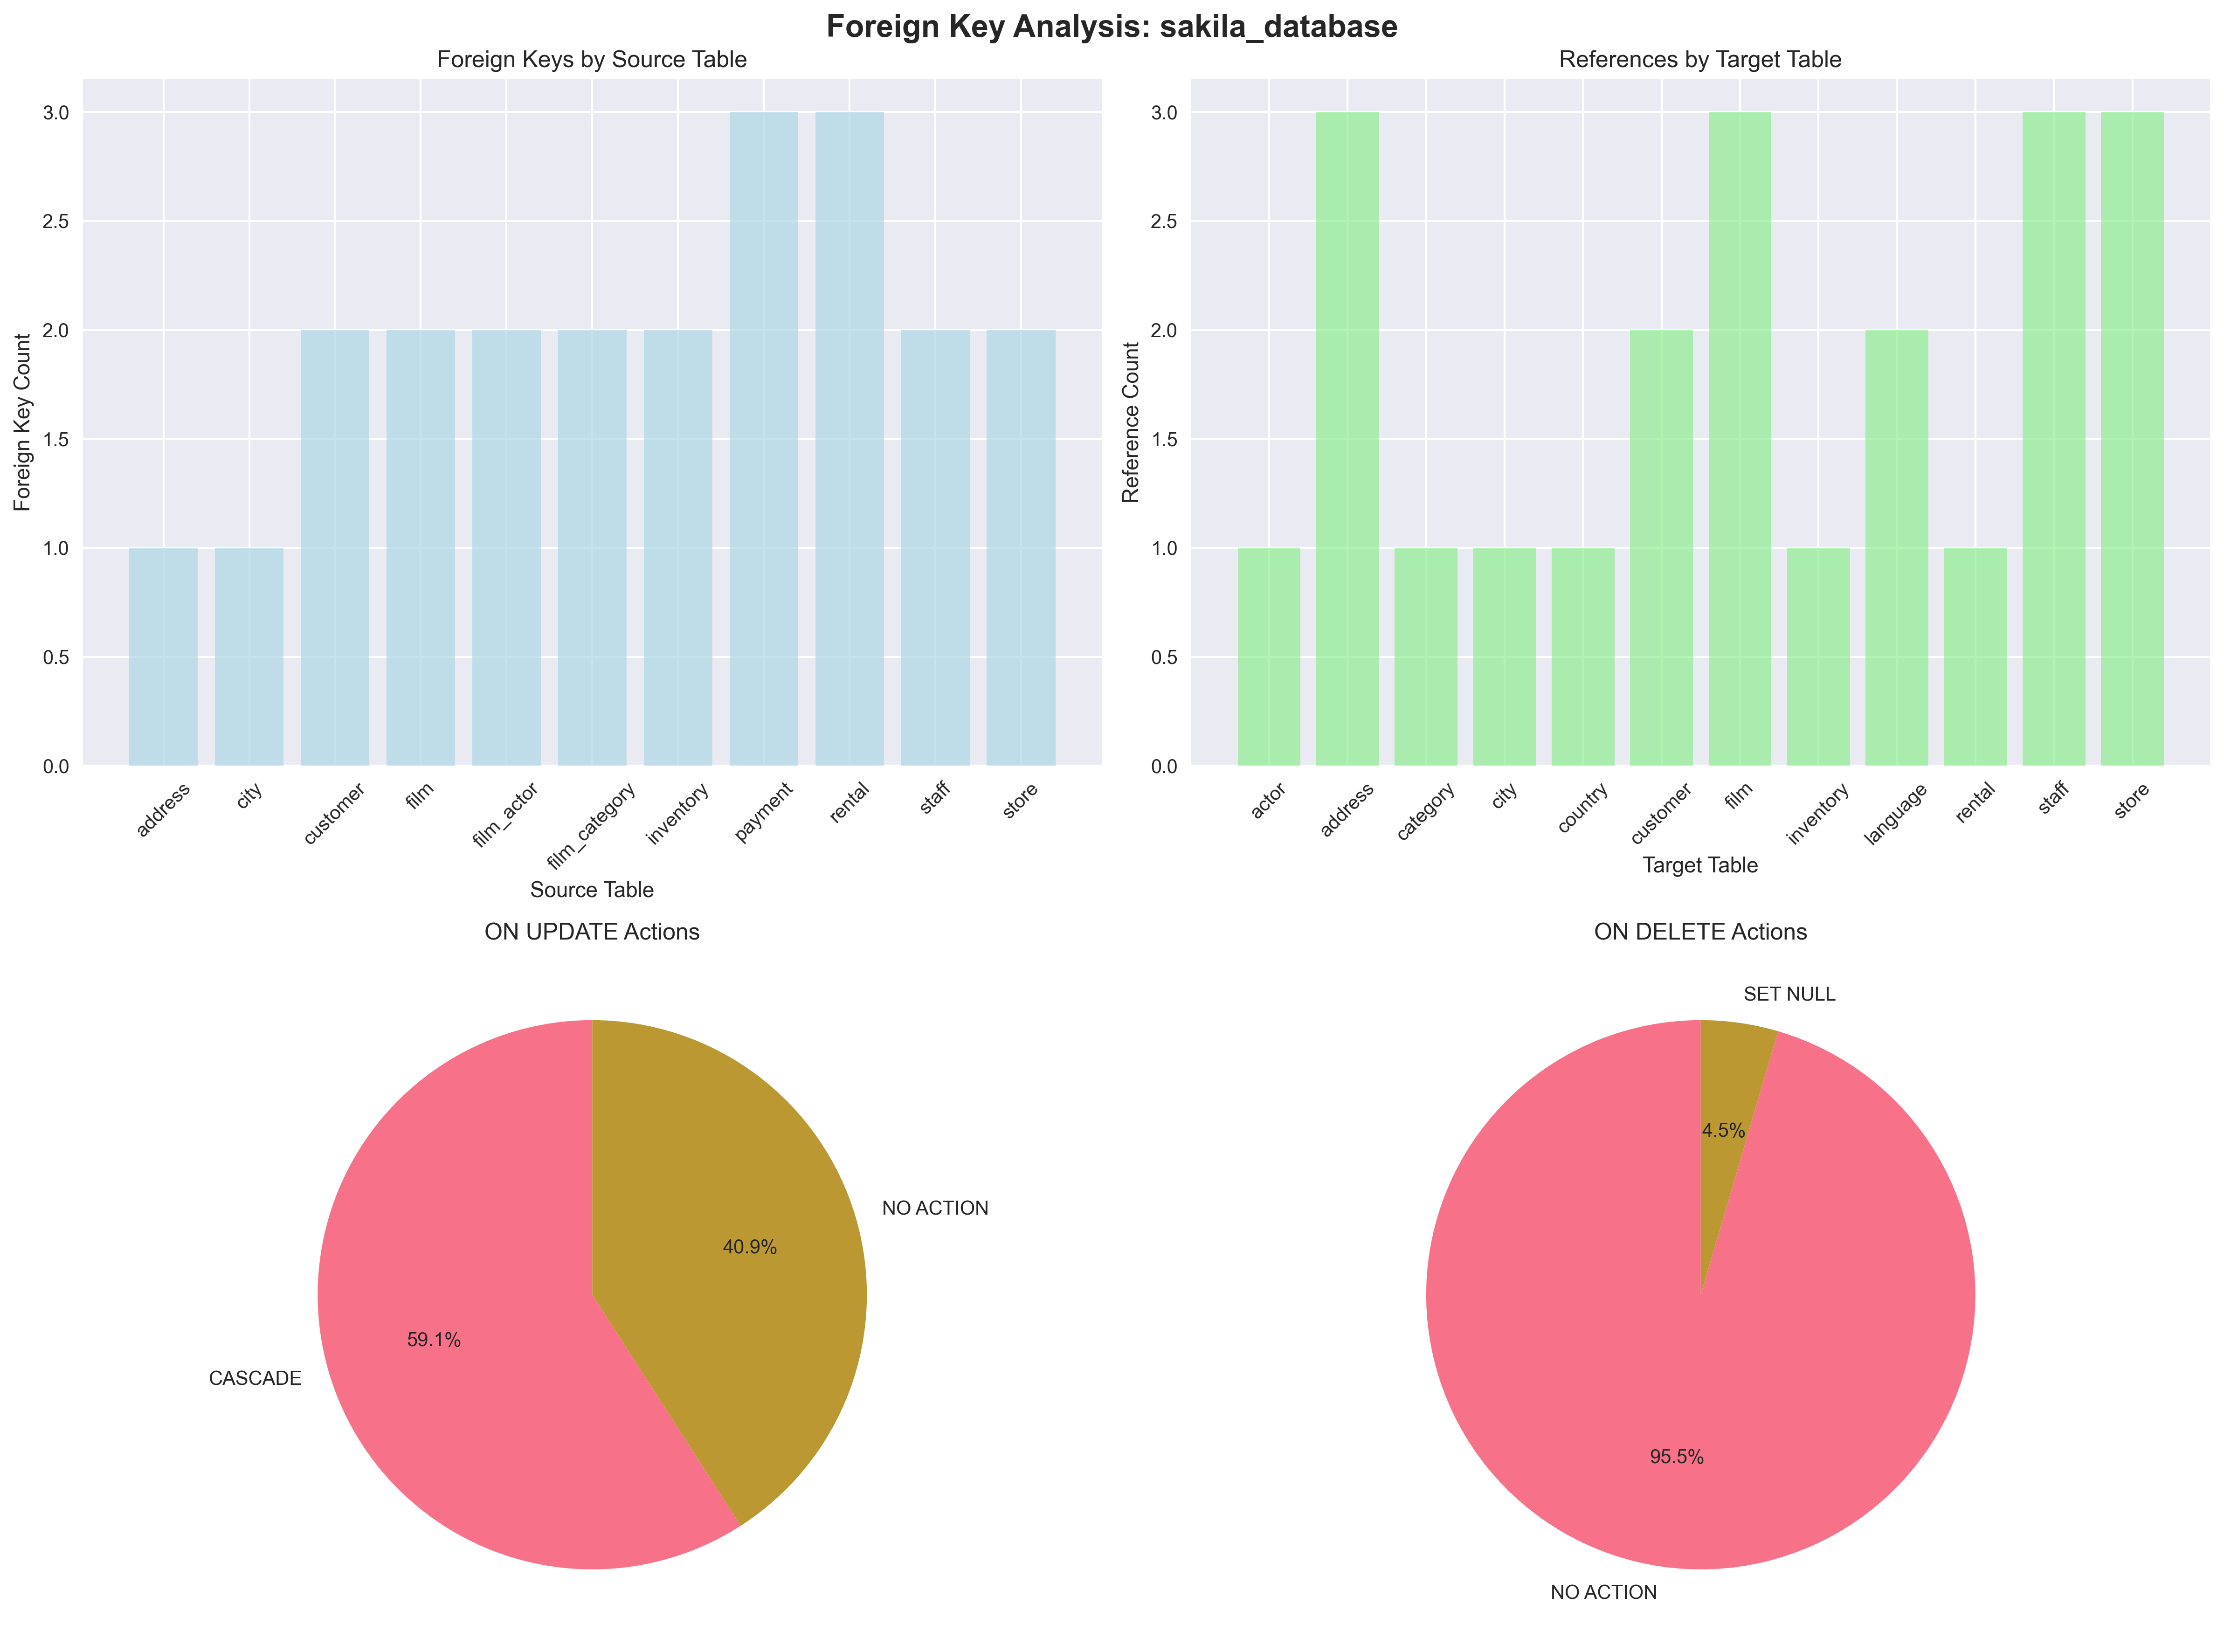 Foreign Key Analysis: sakila_database
Foreign Keys by Source Table
Foreign Key Count
3.0
2.5
2.0
1.5
1.0
0.5
0.0
address
city
customer
film
film_actor
film_category
inventory
payment
rental
staff
store
Source Table
References by Target Table
Reference Count
3.0
2.5
2.0
1.5
1.0
0.5
0.0
actor
address
category
city
country
customer
film
inventory
language
rental
staff
store
Target Table
ON UPDATE Actions
NO ACTION
40.9%
59.1%
CASCADE
ON DELETE Actions
SET NULL
4.5%
95.5%
NO ACTION